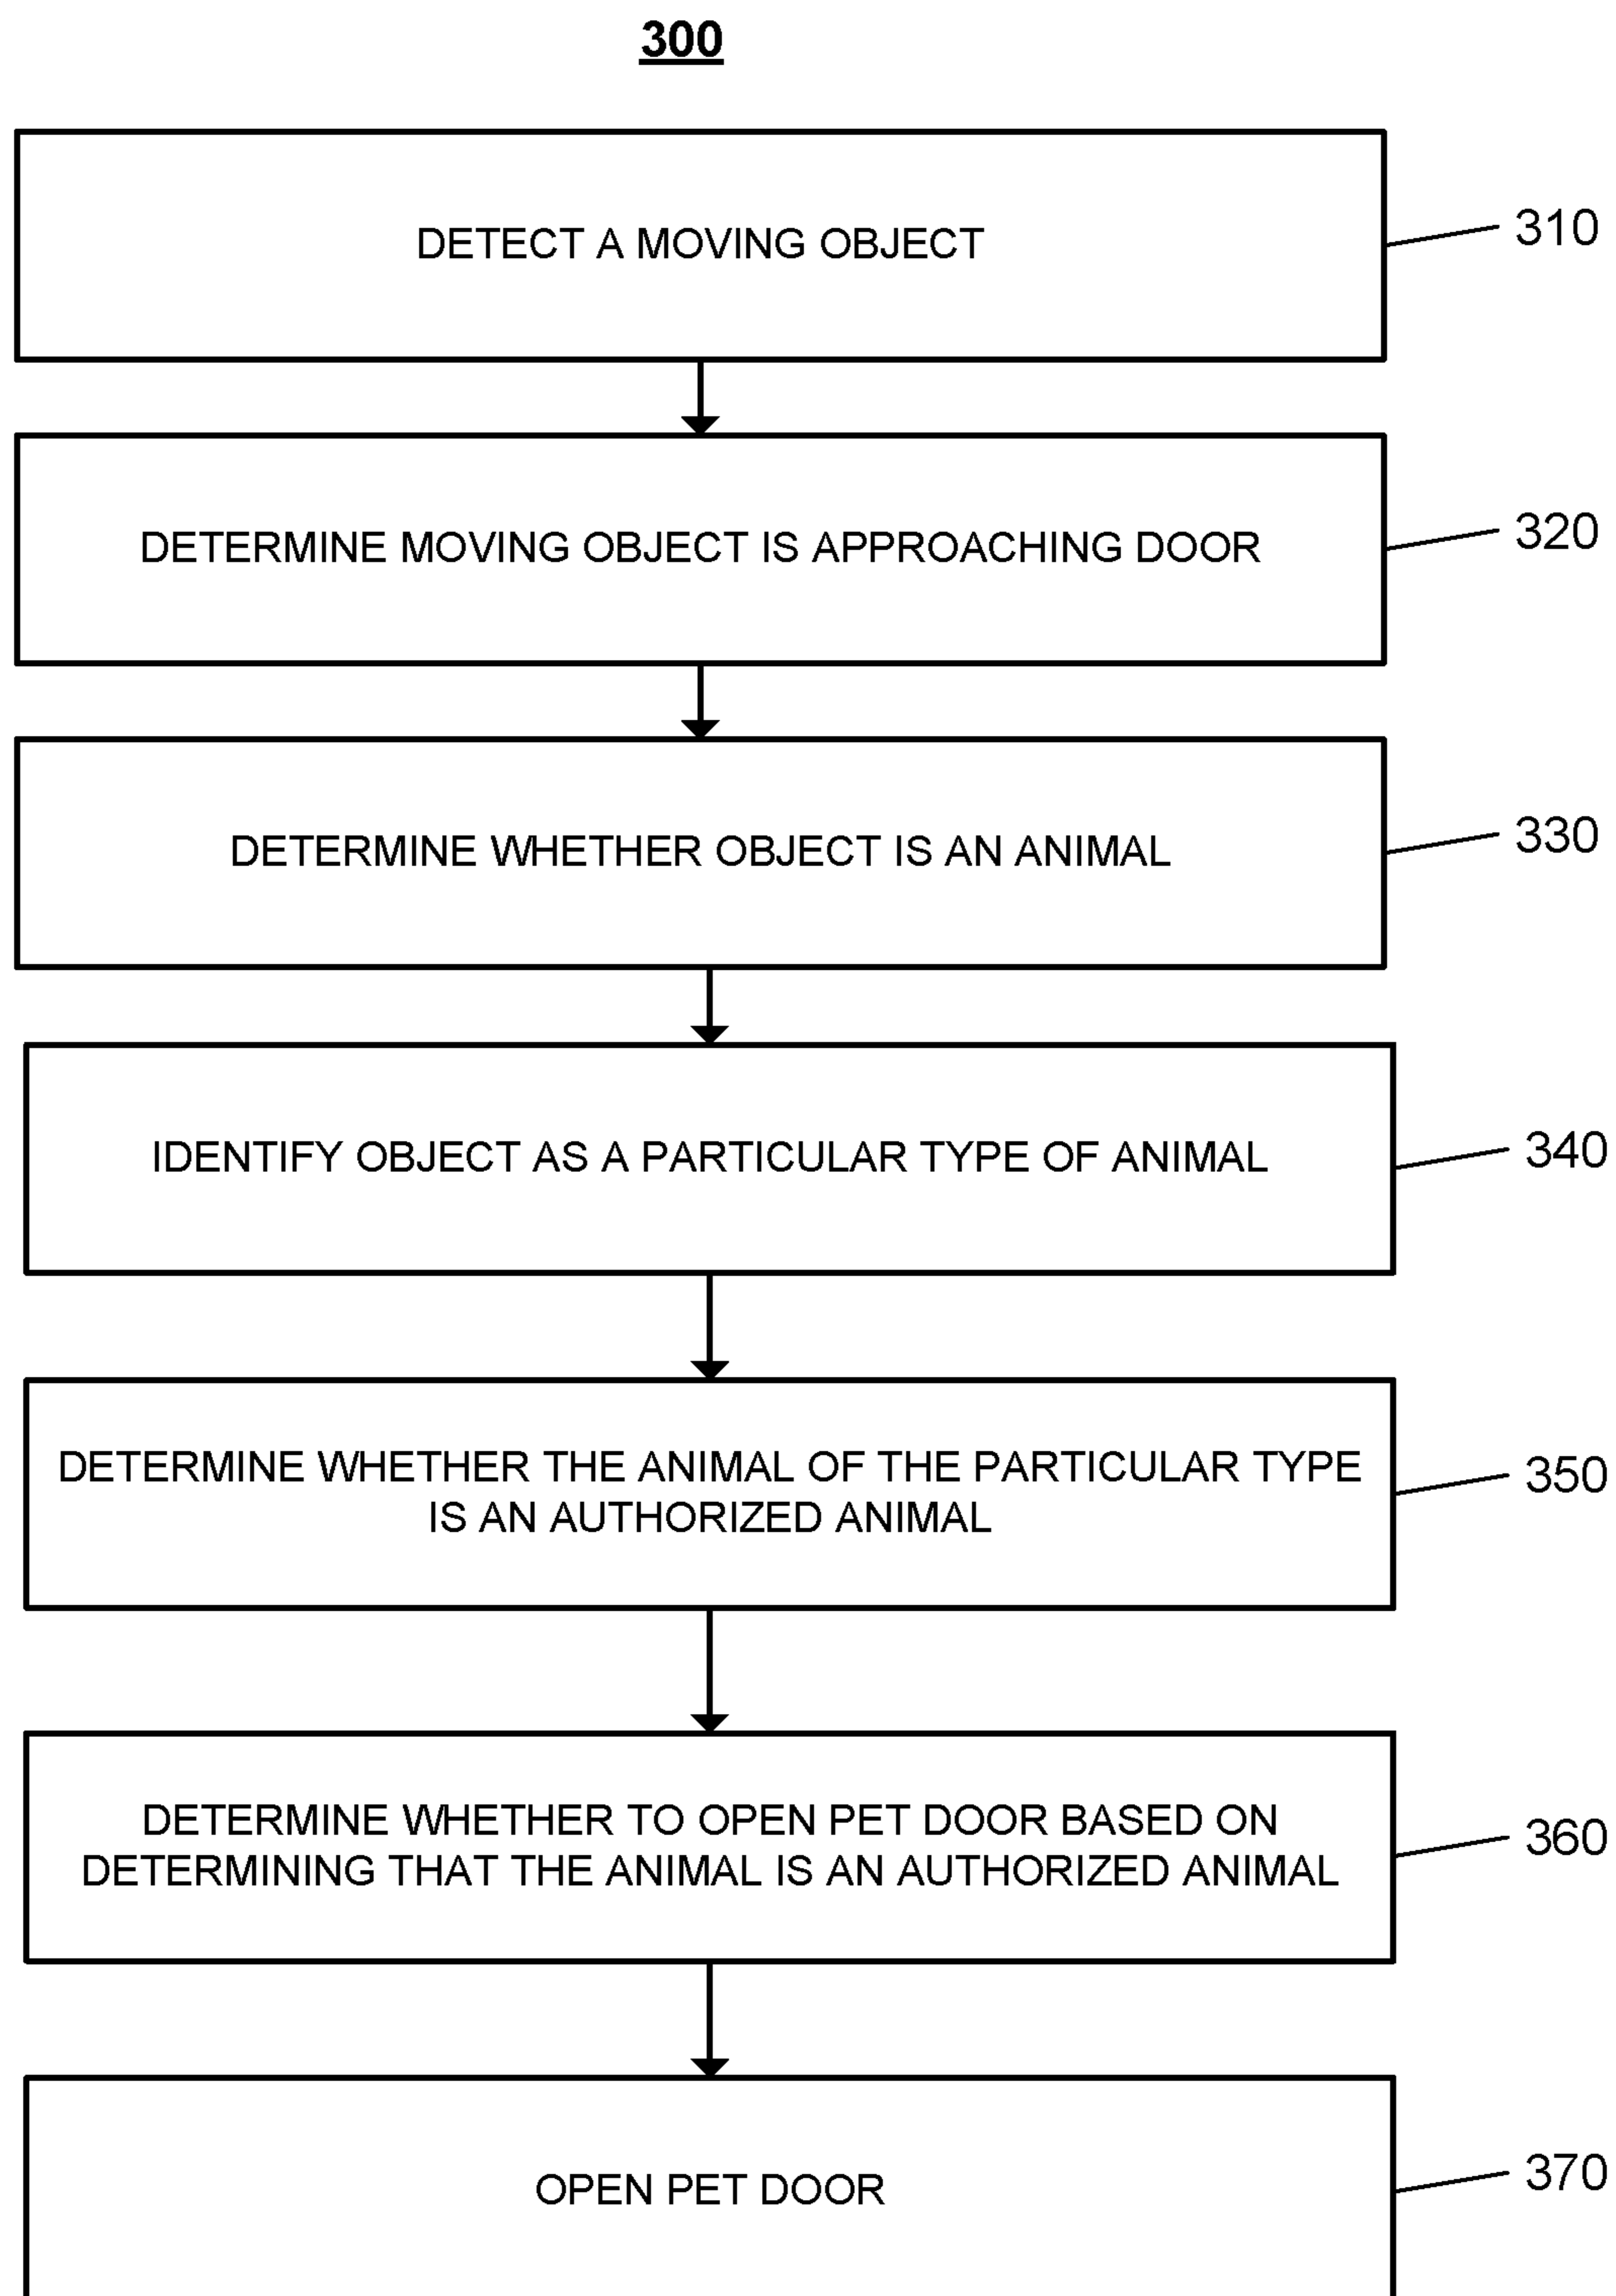 300
DETECT A MOVING OBJECT
310
DETERMINE MOVING OBJECT IS APPROACHING DOOR
320
DETERMINE WHETHER OBJECT IS AN ANIMAL
330
IDENTIFY OBJECT AS A PARTICULAR TYPE OF ANIMAL
340
DETERMINE WHETHER THE ANIMAL OF THE PARTICULAR TYPE
IS AN AUTHORIZED ANIMAL
350
DETERMINE WHETHER TO OPEN PET DOOR BASED ON
DETERMINING THAT THE ANIMAL IS AN AUTHORIZED ANIMAL
360
OPEN PET DOOR
370